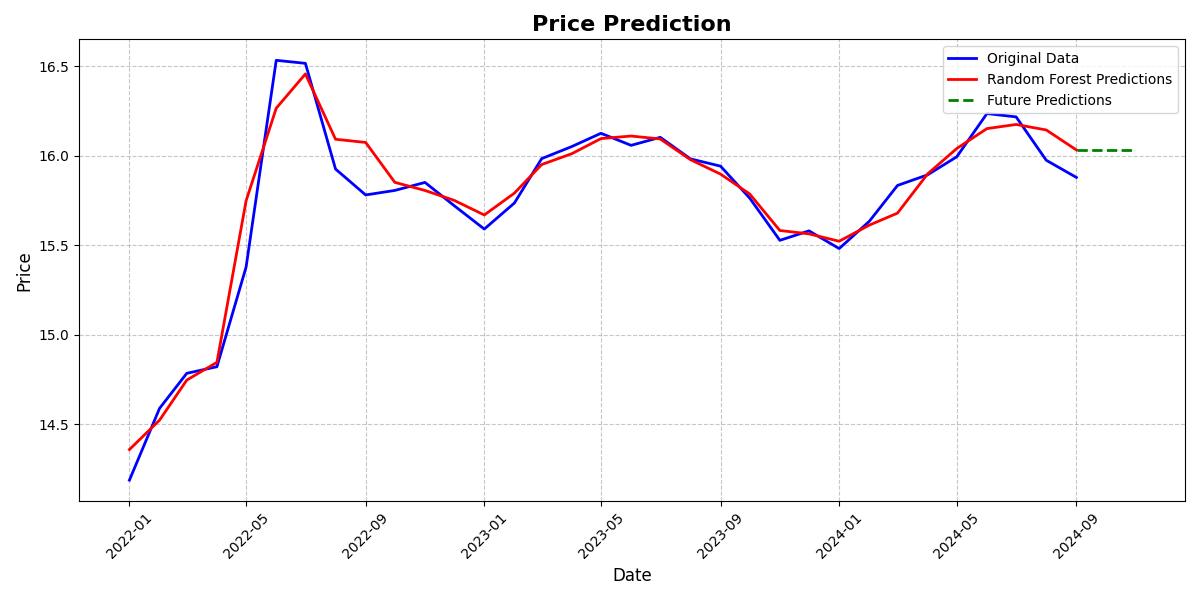 Price Prediction
Original Data
Random Forest Predictions
Future Predictions
Price
16.5
16.0
15.5
15.0
14.5
2022-01
2022-05
2022-09
2023-01
2023-05
2023-09
2024-01
2024-05
2024-09
Date